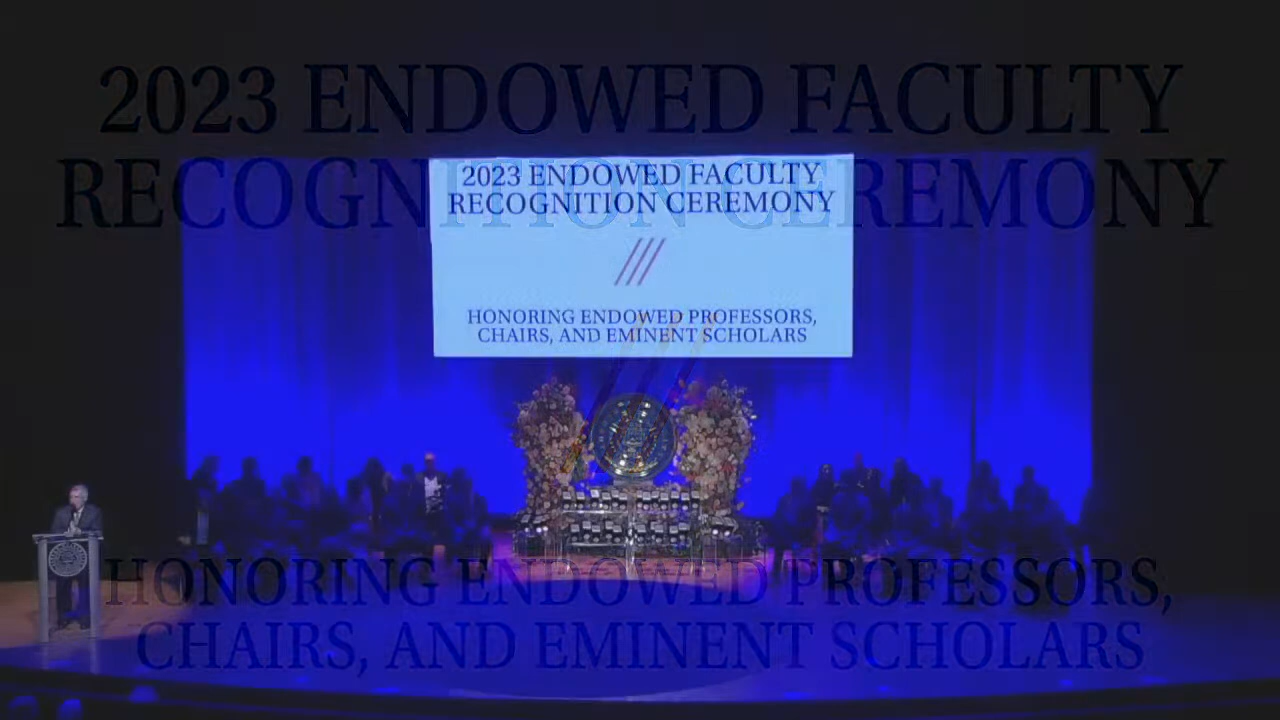 2023 ENDOWED FACULTY
RECOGNITION CEREMONY
2023 ENDOWED FACULTY
RECOGNITION CEREMONY
HONORING ENDOWED PROFESSORS,
CHAIRS, AND EMINENT SCHOLARS
HONORING ENDOWED PROFESSORS,
CHAIRS, AND EMINENT SCHOLARS